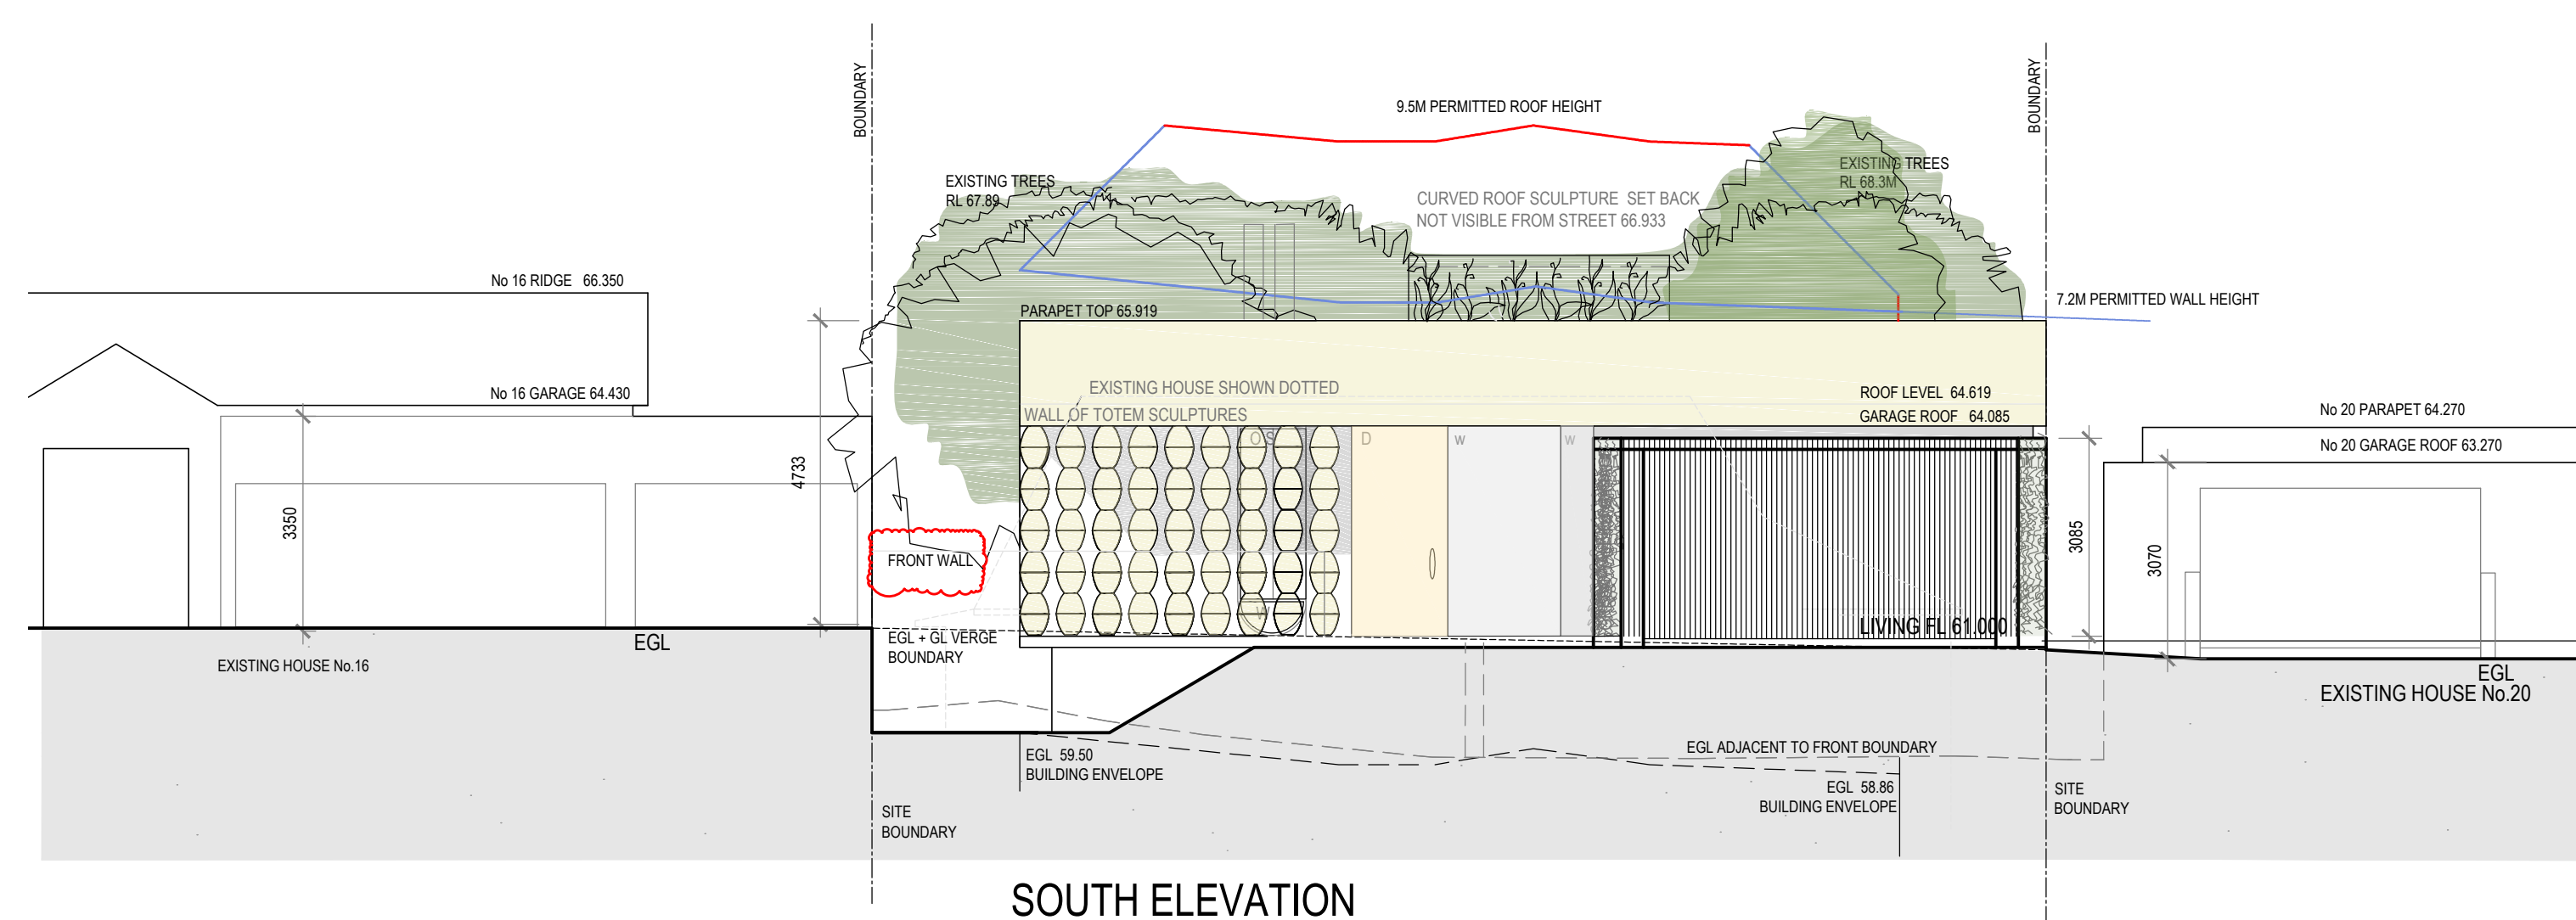 BOUNDARY
BOUNDARY
9.5M PERMITTED ROOF HEIGHT
EXISTING TREES
RL 67.89
EXISTING TREES
RL 68.3M
CURVED ROOF SCULPTURE SET BACK
NOT VISIBLE FROM STREET 66.933
No 16 RIDGE 66.350
7.2M PERMITTED WALL HEIGHT
PARAPET TOP 65.919
No 16 GARAGE 64.430
EXISTING HOUSE SHOWN DOTTED
WALL OF TOTEM SCULPTURES
ROOF LEVEL 64.619
GARAGE ROOF 64.085
No 20 PARAPET 64.270
No 20 GARAGE ROOF 63.270
O S
D
w
w
4733
3350
3085
3070
FRONT WALL
W
LIVING FL 61.000
EGL
EGL + GL VERGE
BOUNDARY
EXISTING HOUSE No.16
EGL
EXISTING HOUSE No.20
EGL 59.50
BUILDING ENVELOPE
EGL ADJACENT TO FRONT BOUNDARY
EGL 58.86
BUILDING ENVELOPE
SITE
BOUNDARY
SITE
BOUNDARY
SOUTH ELEVATION